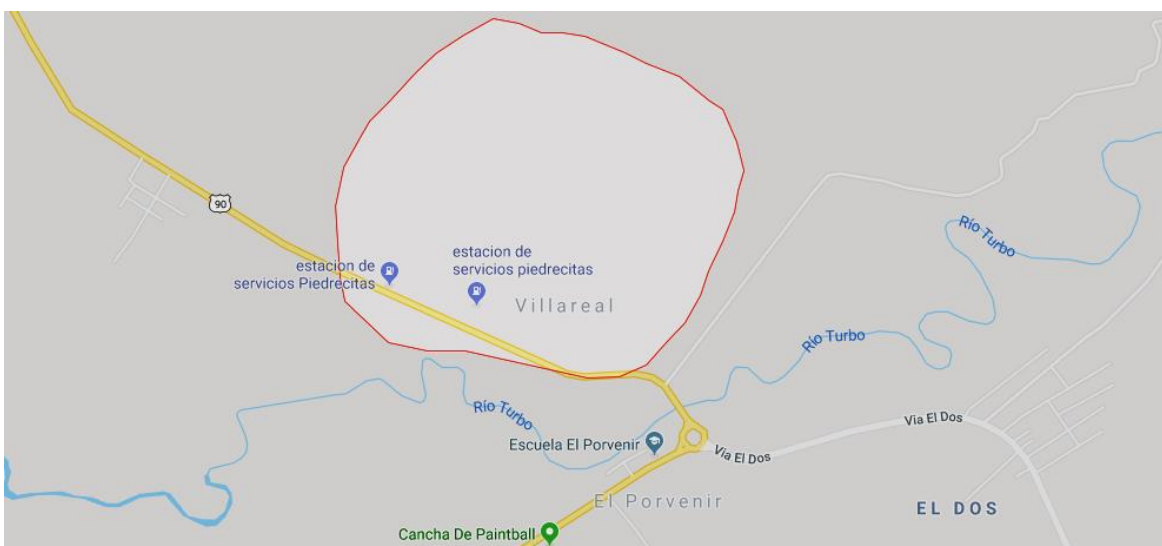 90
estacion de
servicios Piedrecitas
estacion de
servicios piedrecitas
Villareal
Río Turbo
Río Turbo
Río Turbo
Escuela El Porvenir
Via El Dos
Via El Dos
El Porvenir
EL DOS
Cancha De Paintball